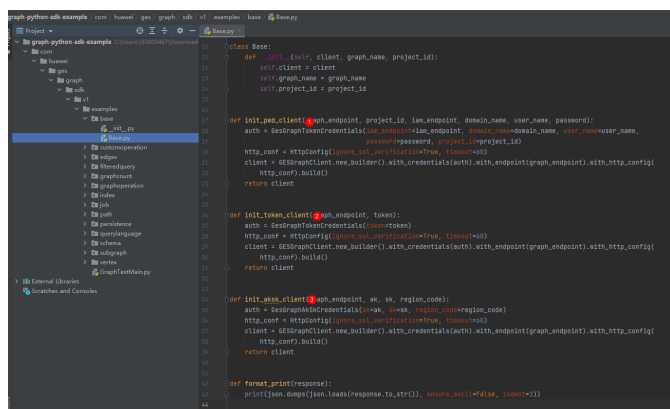 graph-python-sdk-example com huawei ges graph sdk v1 examples base Base.py
Project
Base.py
graph-python-sdk-example
com
huawei
ges
graph
sdk
v1
examples
base
__init__.py
Base.py
customoperation
edges
filteredquery
graphcount
graphoperation
index
job
path
persistence
querylanguage
schema
subgraph
vertex
GraphTestMain.py
External Libraries
Scratches and Consoles
class Base:
def __init__(self, client, graph_name, project_id):
self.client = client
self.graph_name = graph_name
self.project_id = project_id
def init_pwd_client(1aph_endpoint, project_id, iam_endpoint, domain_name, user_name, password):
auth = GesGraphTokenCredentials(iam_endpoint=iam_endpoint, domain_name=domain_name, user_name=user_name,
password=password, project_id=project_id)
http_conf = HttpConfig(ignore_ssl_verification=True, timeout=60)
client = GESGraphClient.new_builder().with_credentials(auth).with_endpoint(graph_endpoint).with_http_config(
http_conf).build()
return client
def init_token_client(2aph_endpoint, token):
auth = GesGraphTokenCredentials(token=token)
http_conf = HttpConfig(ignore_ssl_verification=True, timeout=60)
client = GESGraphClient.new_builder().with_credentials(auth).with_endpoint(graph_endpoint).with_http_config(
http_conf).build()
return client
def init_aksk_client(3aph_endpoint, ak, sk, region_code):
auth = GesGraphAkSkCredentials(ak=ak, sk=sk, region_code=region_code)
http_conf = HttpConfig(ignore_ssl_verification=True, timeout=60)
client = GESGraphClient.new_builder().with_credentials(auth).with_endpoint(graph_endpoint).with_http_config(
http_conf).build()
return client
def format_print(response):
print(json.dumps(json.loads(response.to_str()), ensure_ascii=False, indent=2))